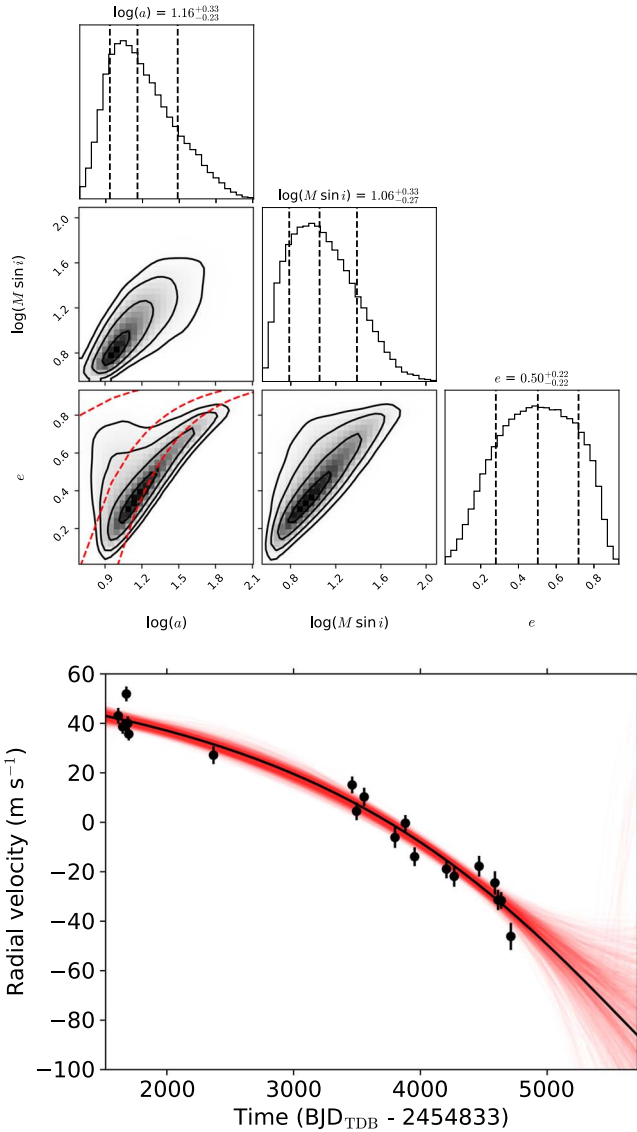 log(a) = 1.16^{+0.33}_{-0.23}
log(M sin i) = 1.06^{+0.33}_{-0.27}
2.0
1.6
1.2
0.8
log(M sin i)
e = 0.50^{+0.22}_{-0.22}
0.8
0.6
0.4
0.2
e
0.9 1.2 1.5 1.8 2.1
0.8 1.2 1.6 2.0
0.2 0.4 0.6 0.8
log(a)
log(M sin i)
e
60
40
20
0
−20
−40
−60
−80
−100
Radial velocity (m s⁻¹)
2000 3000 4000 5000
Time (BJD_{TDB} - 2454833)